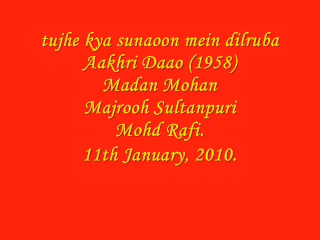 tujhe kya sunaoon mein dilruba
Aakhri Daao (1958)
Madan Mohan
Majrooh Sultanpuri
Mohd Rafi.
11th January, 2010.